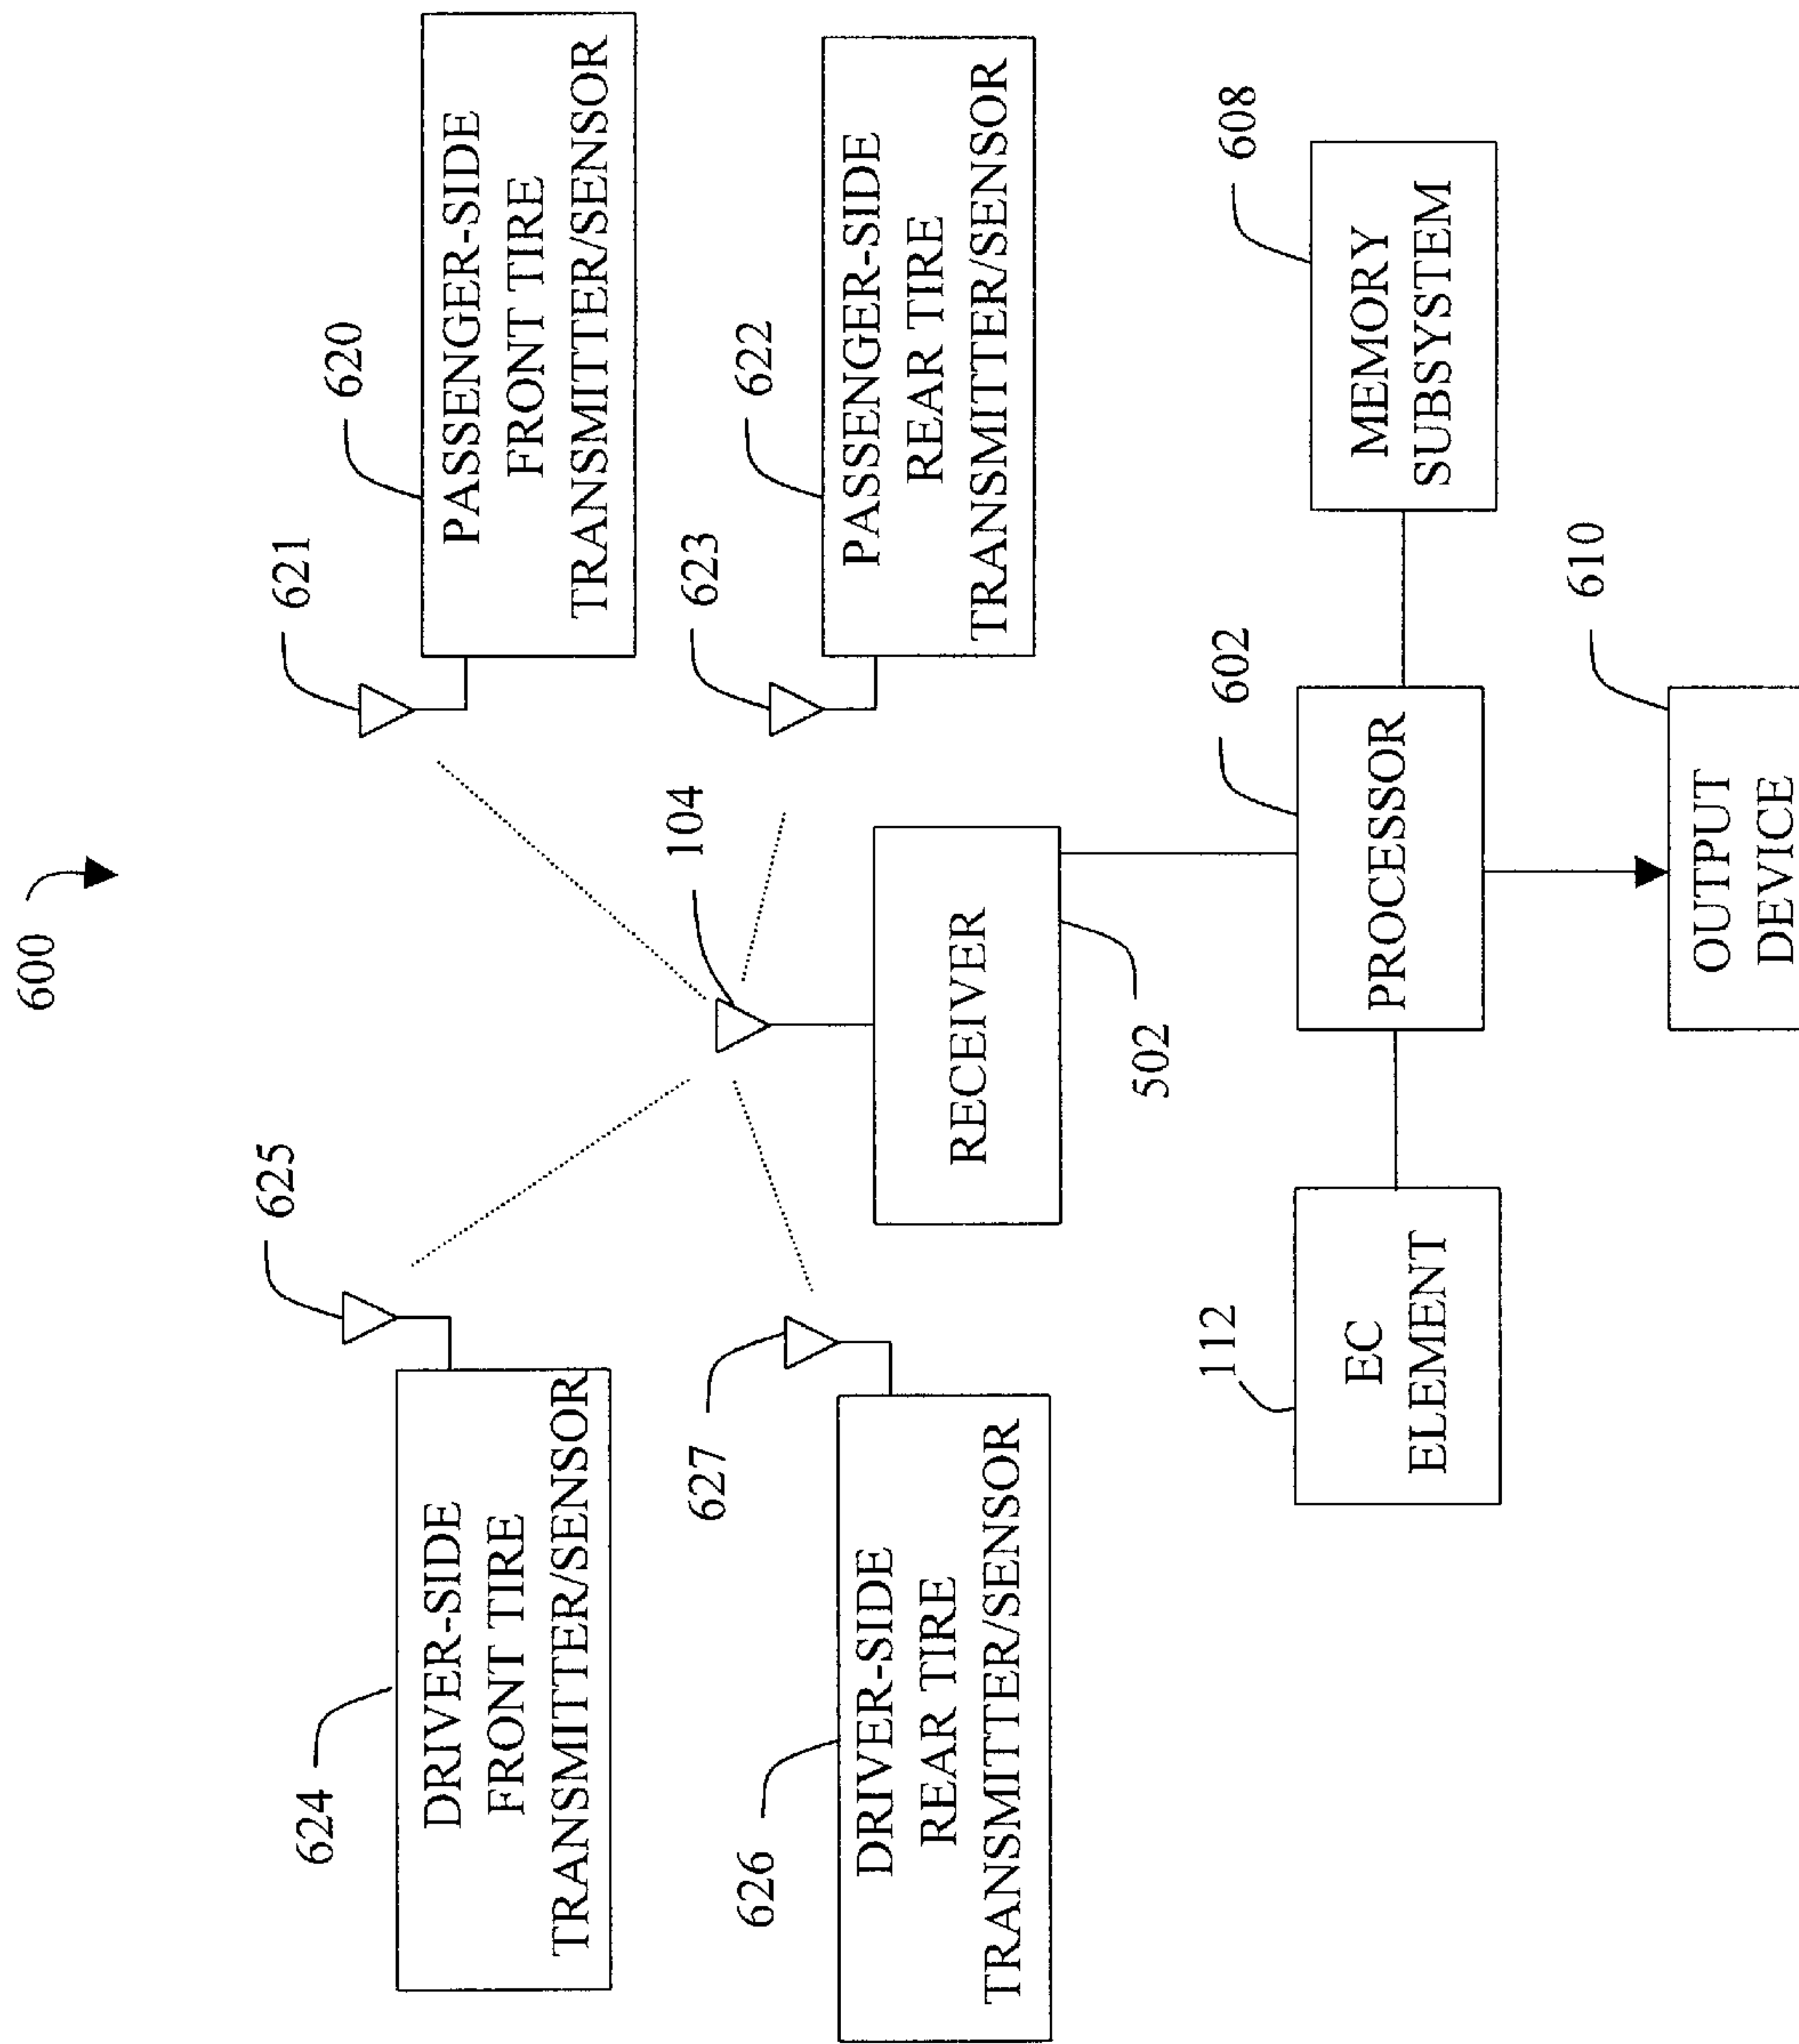 600
625
624
DRIVER-SIDE
FRONT TIRE
TRANSMITTER/SENSOR
621
620
PASSENGER-SIDE
FRONT TIRE
TRANSMITTER/SENSOR
627
626
DRIVER-SIDE
REAR TIRE
TRANSMITTER/SENSOR
104
623
622
PASSENGER-SIDE
REAR TIRE
TRANSMITTER/SENSOR
RECEIVER
502
112
EC
ELEMENT
602
PROCESSOR
608
MEMORY
SUBSYSTEM
610
OUTPUT
DEVICE